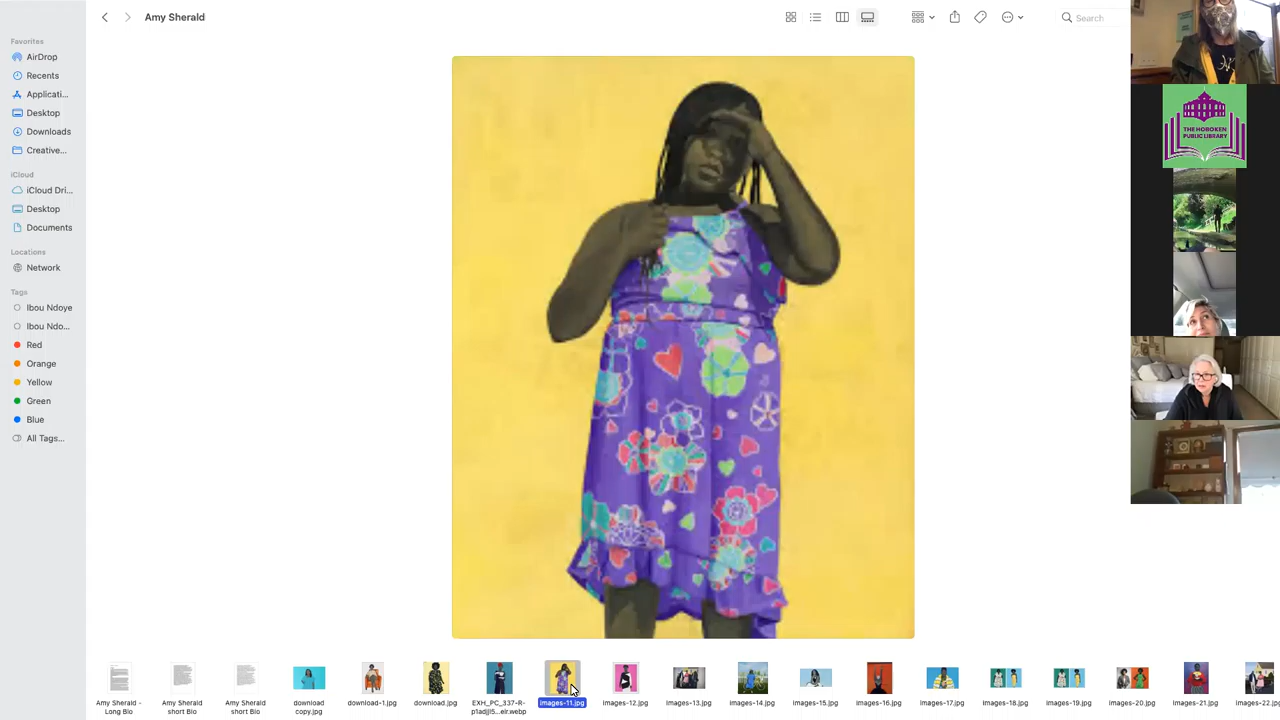 Amy Sherald
Search
Favorites
AirDrop
Recents
Applicati...
Desktop
Downloads
Creative...
iCloud
iCloud Dri...
Desktop
Documents
Locations
Network
Tags
Ibou Ndoye
Ibou Ndo...
Red
Orange
Yellow
Green
Blue
All Tags...
THE HOBOKEN
PUBLIC LIBRARY
Amy Sherald -
Long Bio
Amy Sherald
short Bio
Amy Sherald
short Bio
download
copy.jpg
download-1.jpg
download.jpg
EXH_PC_337-R-
images-11.jpg
images-12.jpg
images-13.jpg
images-14.jpg
images-15.jpg
images-16.jpg
images-17.jpg
images-18.jpg
images-19.jpg
images-20.jpg
images-21.jpg
images-22.jpg